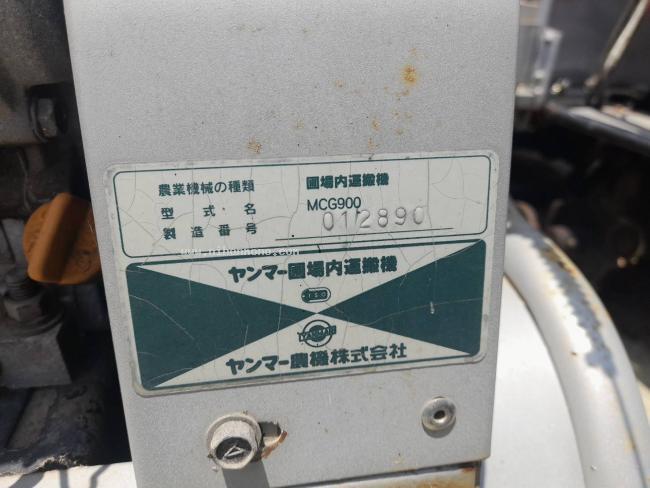 農業機械の種類 圃場内運搬機
型式名 MCG900
製造番号 012890
ヤンマー圃場内運搬機
YANMAR
ヤンマー農機株式会社